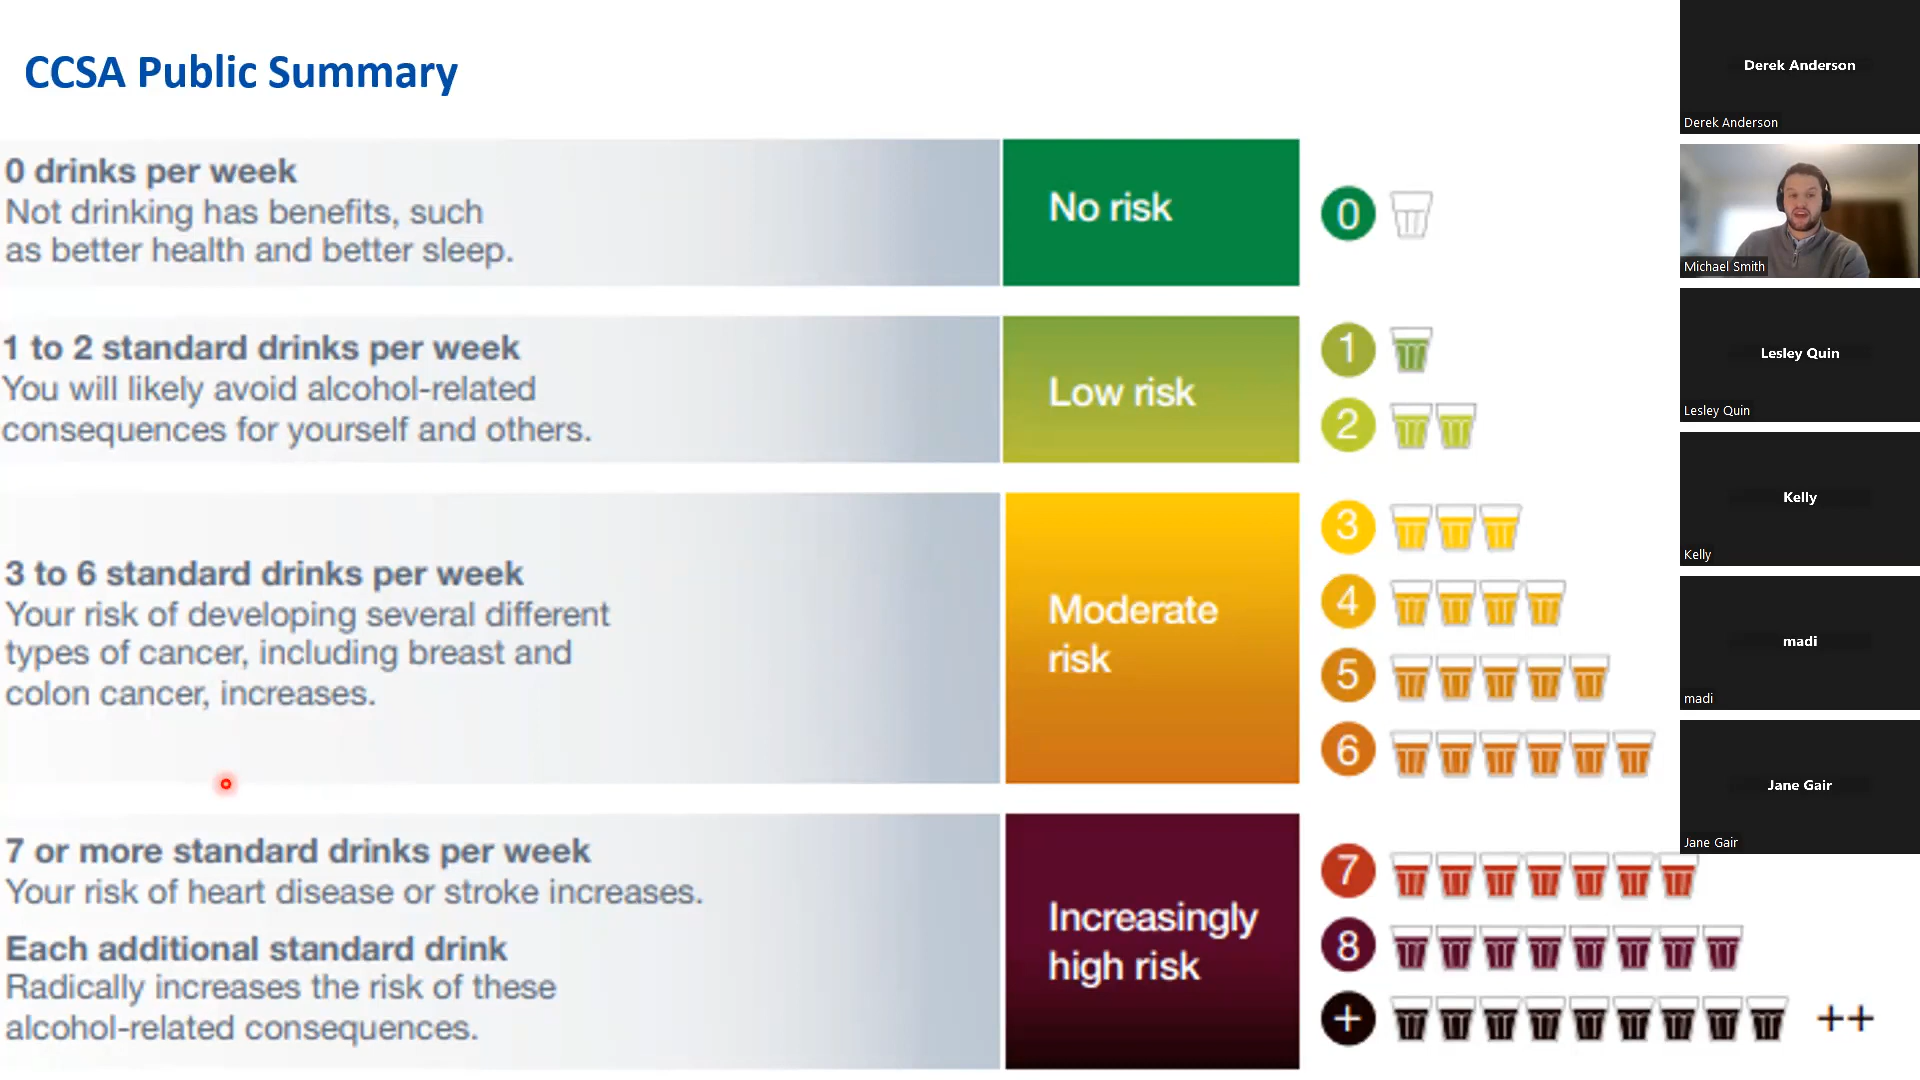 CCSA Public Summary
0 drinks per week
Not drinking has benefits, such
as better health and better sleep.
No risk
0
1 to 2 standard drinks per week
You will likely avoid alcohol-related
consequences for yourself and others.
Low risk
1
2
3 to 6 standard drinks per week
Your risk of developing several different
types of cancer, including breast and
colon cancer, increases.
Moderate
risk
3
4
5
6
7 or more standard drinks per week
Your risk of heart disease or stroke increases.
Each additional standard drink
Radically increases the risk of these
alcohol-related consequences.
Increasingly
high risk
7
8
+
++
Derek Anderson
Derek Anderson
Michael Smith
Lesley Quin
Lesley Quin
Kelly
Kelly
madi
madi
Jane Gair
Jane Gair